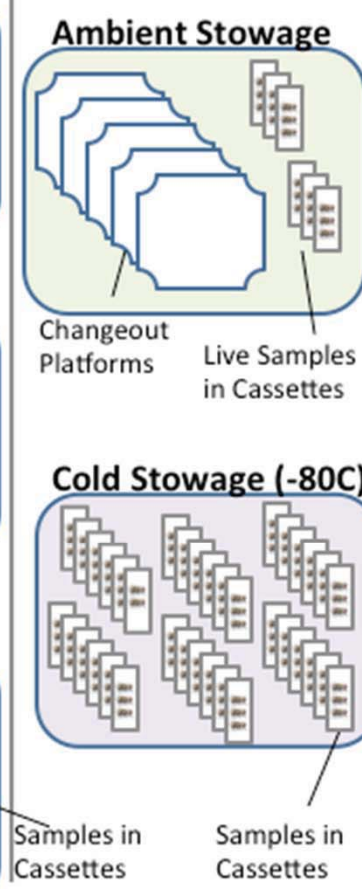 Ambient Stowage
Changeout
Platforms
Live Samples
in Cassettes
Cold Stowage (-80C)
Samples in
Cassettes
Samples in
Cassettes